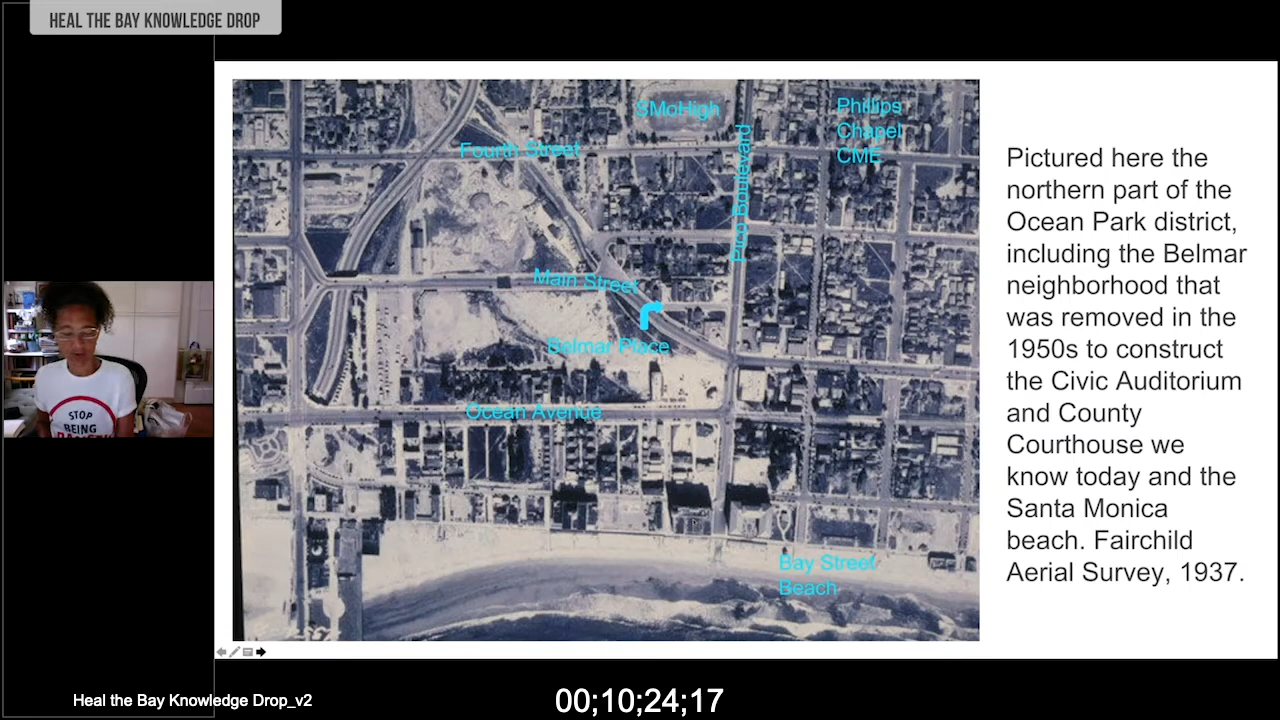 HEAL THE BAY KNOWLEDGE DROP
SMoHigh
Phillips
Chapel
CME
Fourth Street
Pico Boulevard
Main Street
Belmar Place
Ocean Avenue
Bay Street
Beach
Pictured here the
northern part of the
Ocean Park district,
including the Belmar
neighborhood that
was removed in the
1950s to construct
the Civic Auditorium
and County
Courthouse we
know today and the
Santa Monica
beach. Fairchild
Aerial Survey, 1937.
STOP
BEING
Heal the Bay Knowledge Drop_v2
00;10;24;17